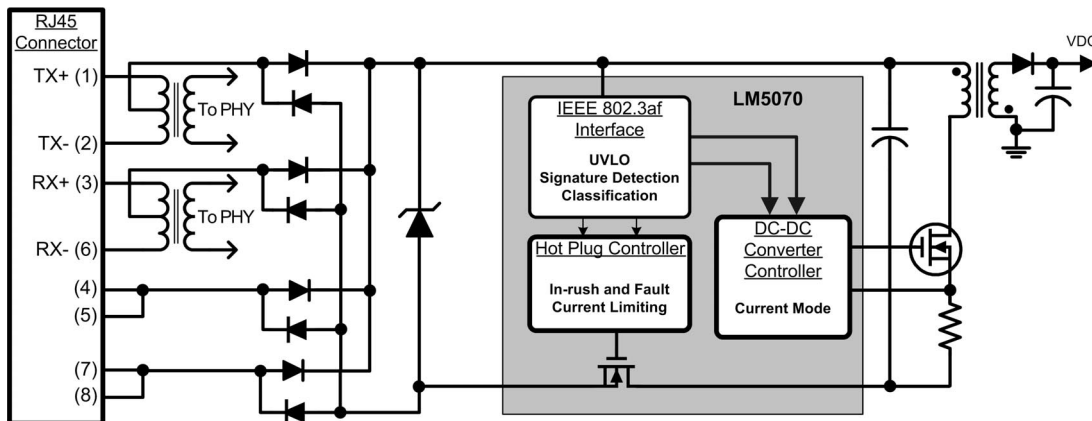 RJ45
Connector
TX+ (1)
To PHY
TX- (2)
RX+ (3)
To PHY
RX- (6)
(4)
(5)
(7)
(8)
LM5070
IEEE 802.3af
Interface
UVLO
Signature Detection
Classification
Hot Plug Controller
In-rush and Fault
Current Limiting
DC-DC
Converter
Controller
Current Mode
VDC